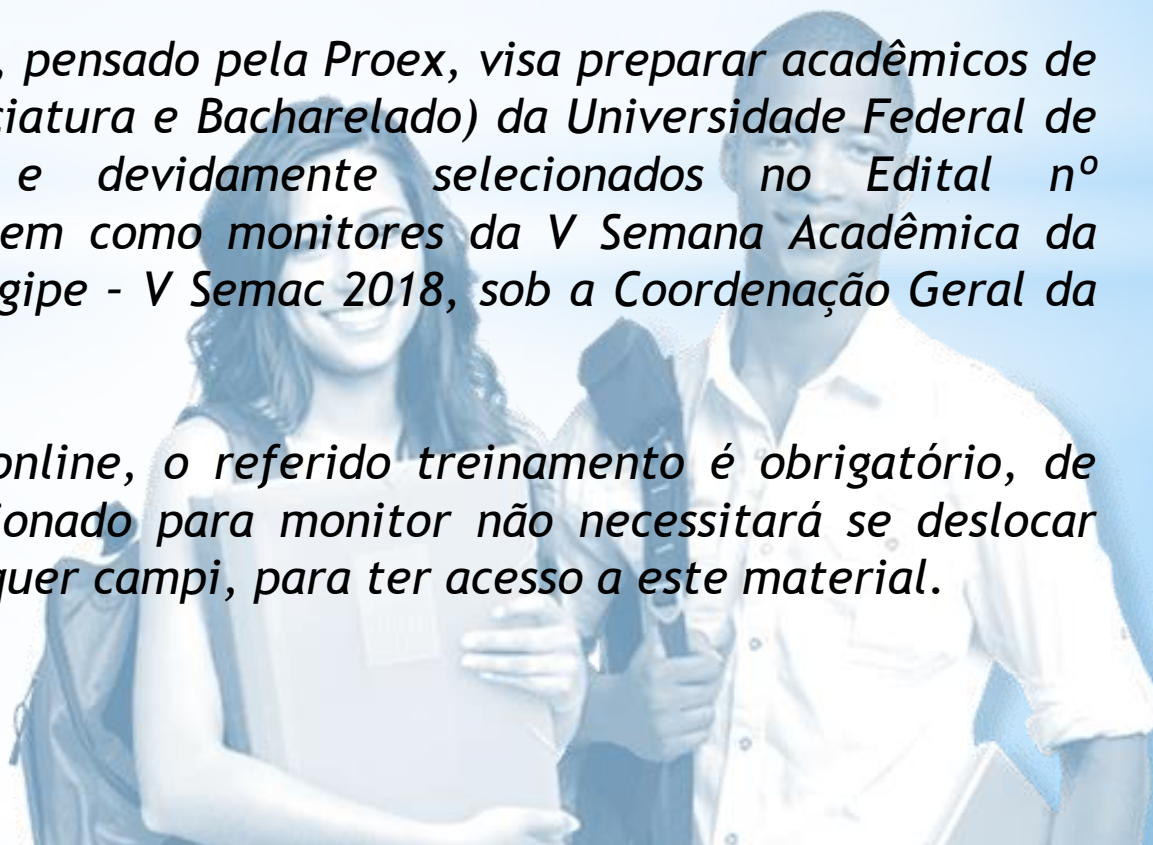 , pensado pela Proex, visa preparar acadêmicos de
ciatura e Bacharelado) da Universidade Federal de
e devidamente selecionados no Edital nº
em como monitores da V Semana Acadêmica da
gipe – V Semac 2018, sob a Coordenação Geral da
online, o referido treinamento é obrigatório, de
ionado para monitor não necessitará se deslocar
quer campi, para ter acesso a este material.